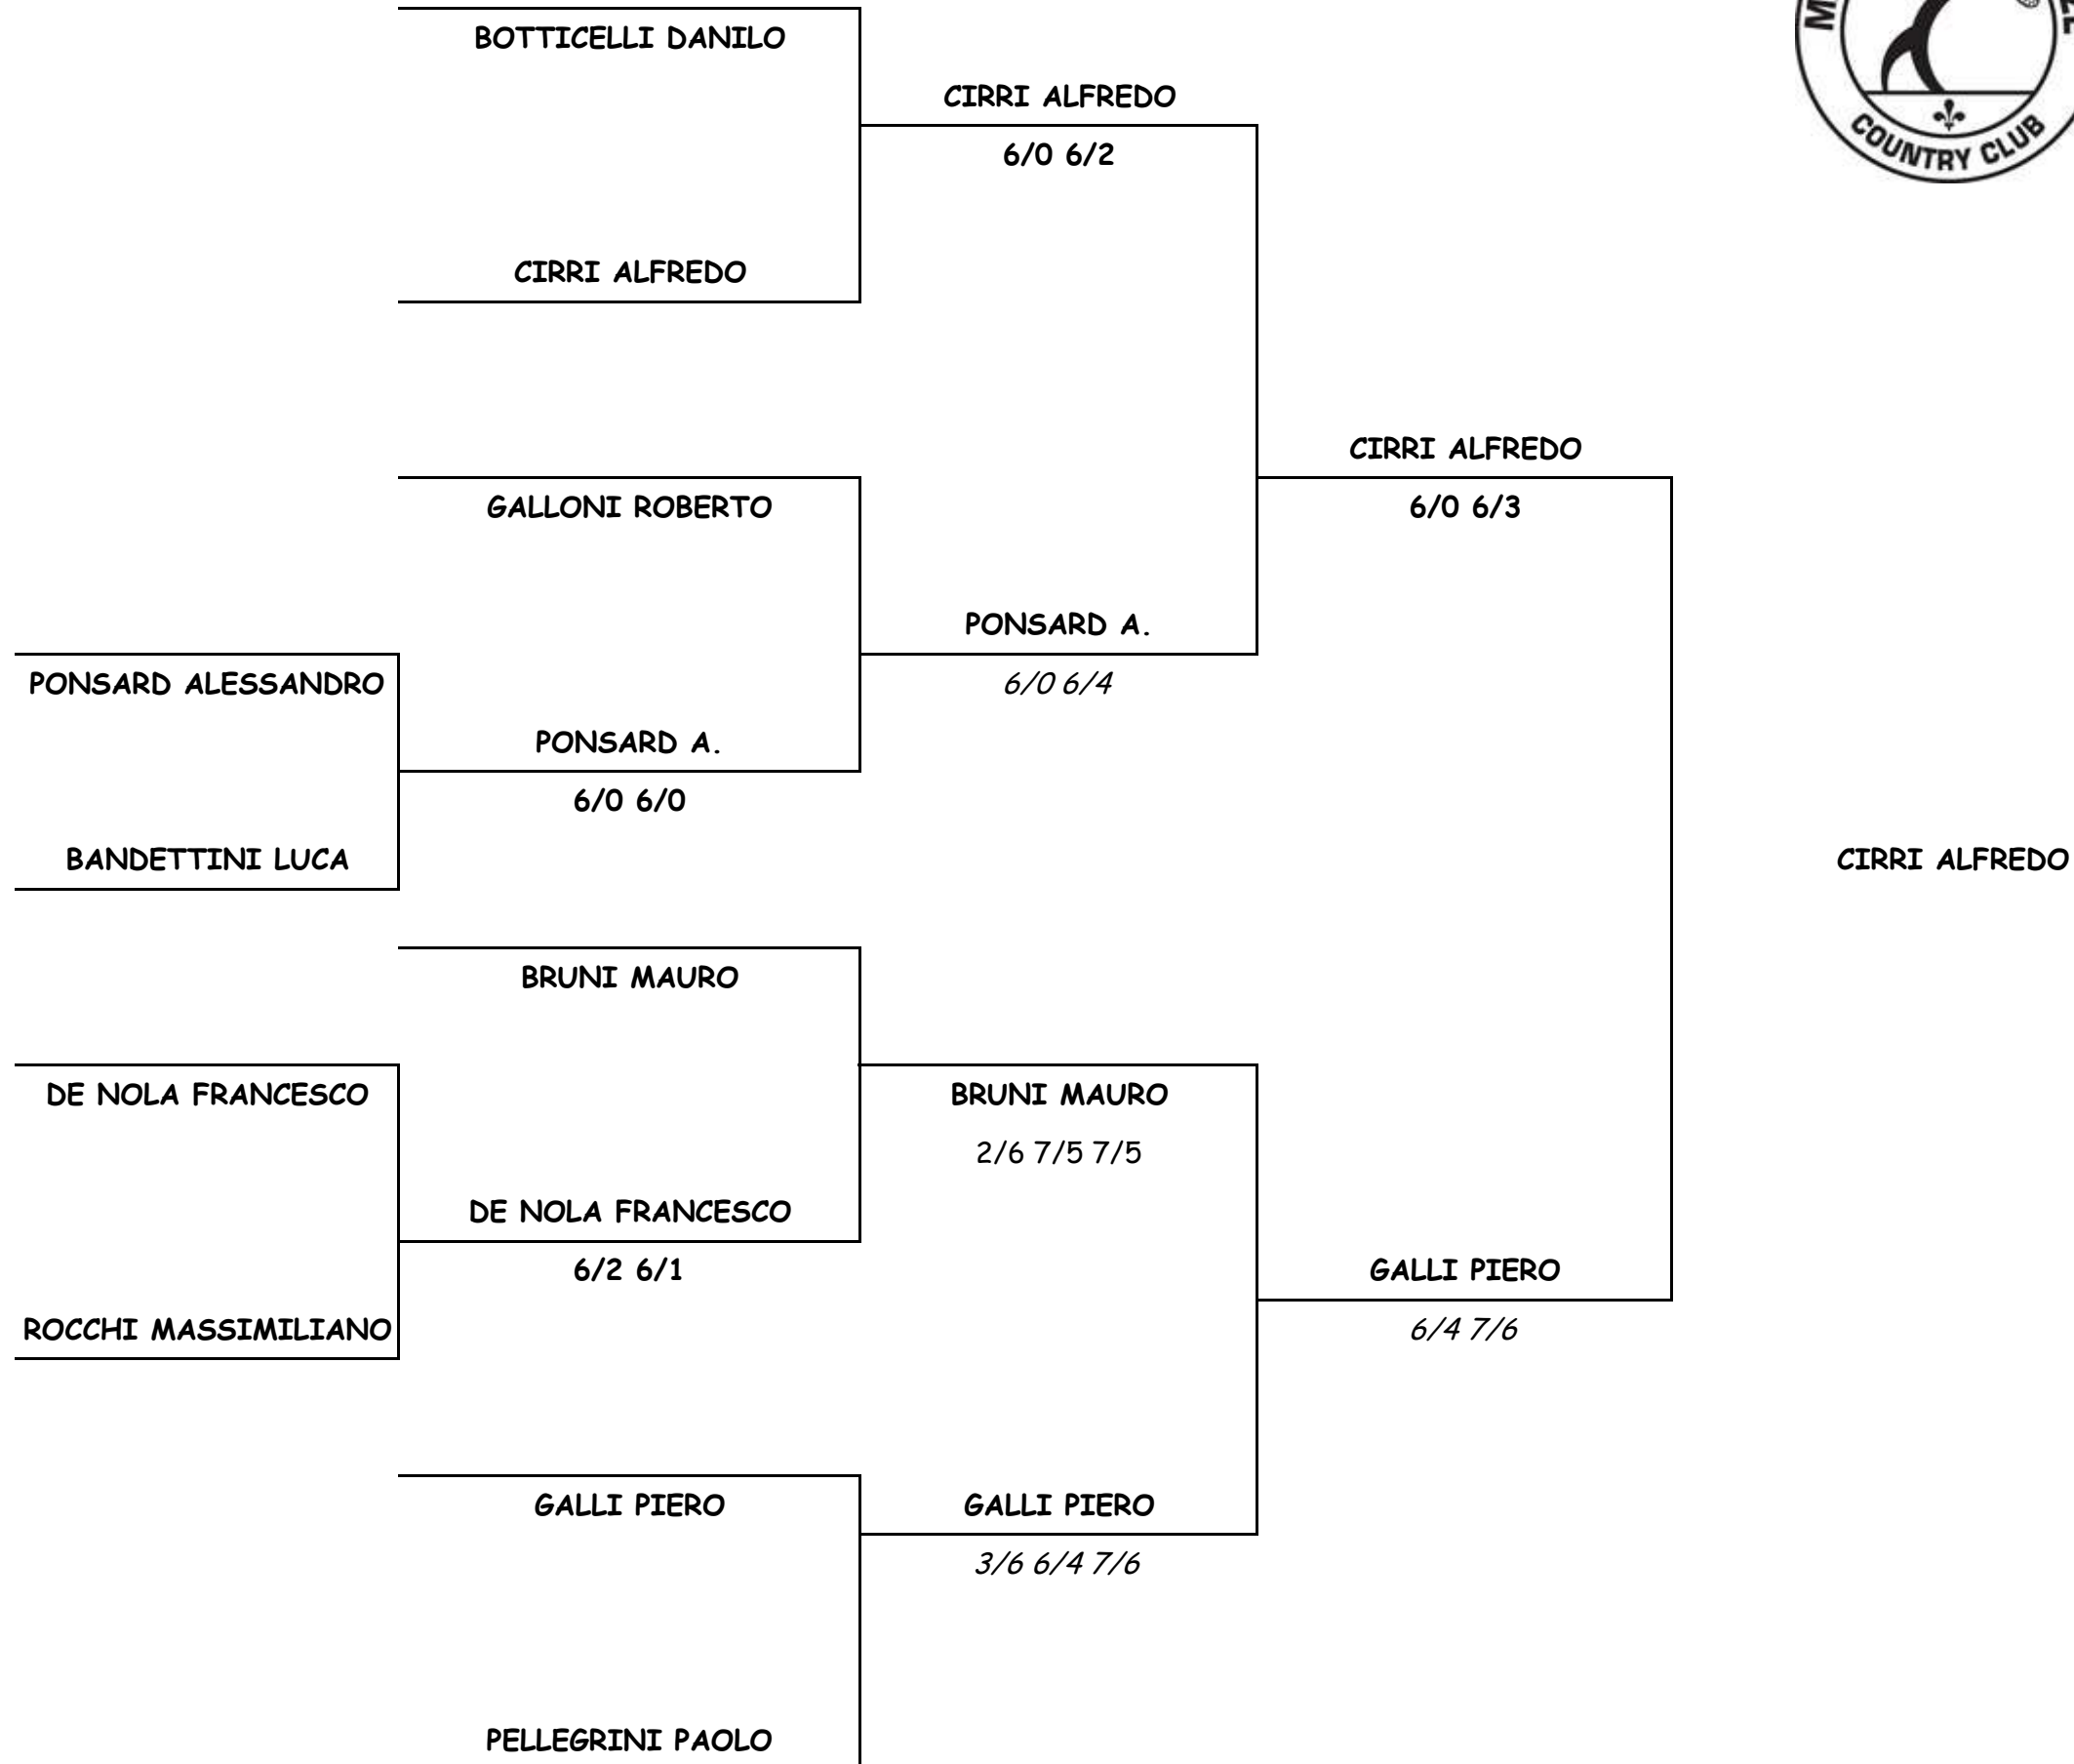 BOTTICELLI DANILO
CIRRI ALFREDO
6/0 6/2
CIRRI ALFREDO
COUNTRY CLUB
CIRRI ALFREDO
6/0 6/3
GALLONI ROBERTO
PONSARD A.
6/0 6/4
PONSARD ALESSANDRO
PONSARD A.
6/0 6/0
BANDETTINI LUCA
CIRRI ALFREDO
BRUNI MAURO
DE NOLA FRANCESCO
BRUNI MAURO
2/6 7/5 7/5
DE NOLA FRANCESCO
6/2 6/1
ROCCHI MASSIMILIANO
GALLI PIERO
6/4 7/6
GALLI PIERO
GALLI PIERO
3/6 6/4 7/6
PELLEGRINI PAOLO